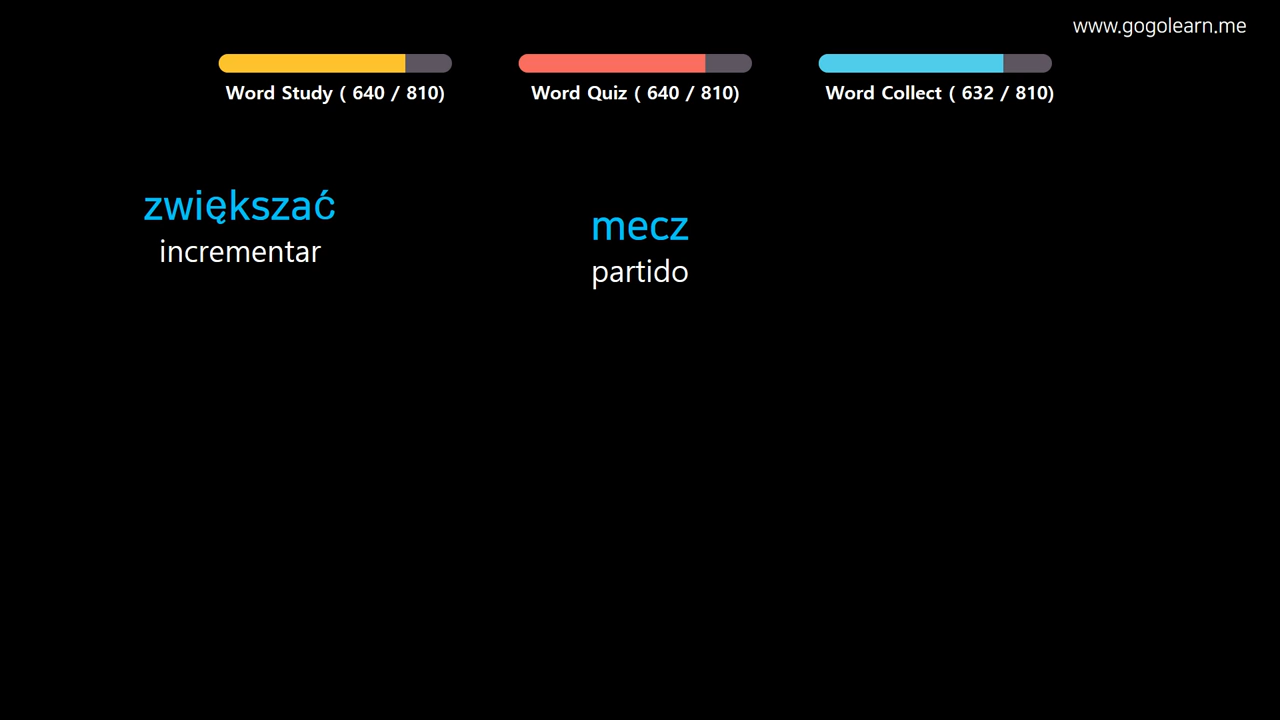 www.gogolearn.me
Word Study ( 640 / 810)
Word Quiz ( 640 / 810)
Word Collect ( 632 / 810)
zwiększać
incrementar
mecz
partido